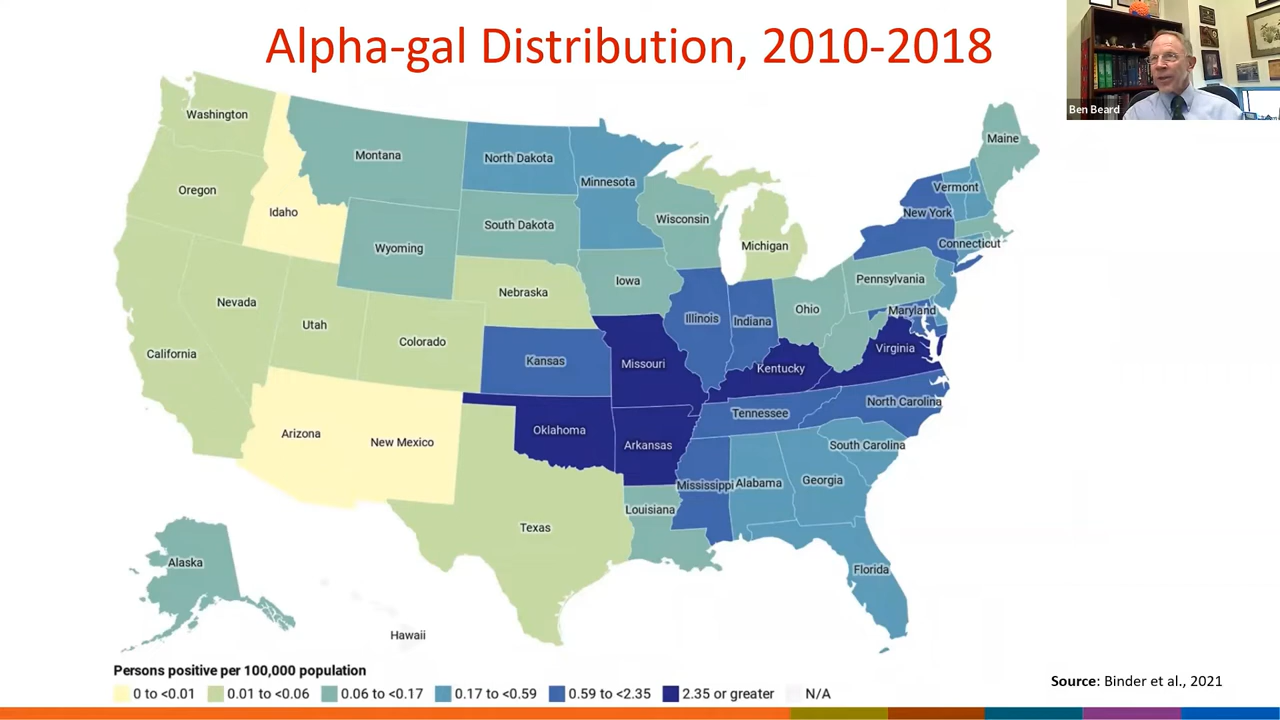 Alpha-gal Distribution, 2010-2018
Ben Beard
Washington
Maine
Montana
North Dakota
Minnesota
Oregon
Vermont
Idaho
New York
Wisconsin
South Dakota
Connecticut
Wyoming
Michigan
Pennsylvania
Iowa
Nebraska
Nevada
Ohio
Maryland
Illinois
Indiana
Utah
Colorado
Virginia
California
Kansas
Missouri
Kentucky
North Carolina
Tennessee
Oklahoma
Arizona
New Mexico
Arkansas
South Carolina
Mississippi
Alabama
Georgia
Louisiana
Texas
Alaska
Florida
Hawaii
Persons positive per 100,000 population
0 to <0.01 0.01 to <0.06 0.06 to <0.17 0.17 to <0.59 0.59 to <2.35 2.35 or greater N/A
Source: Binder et al., 2021